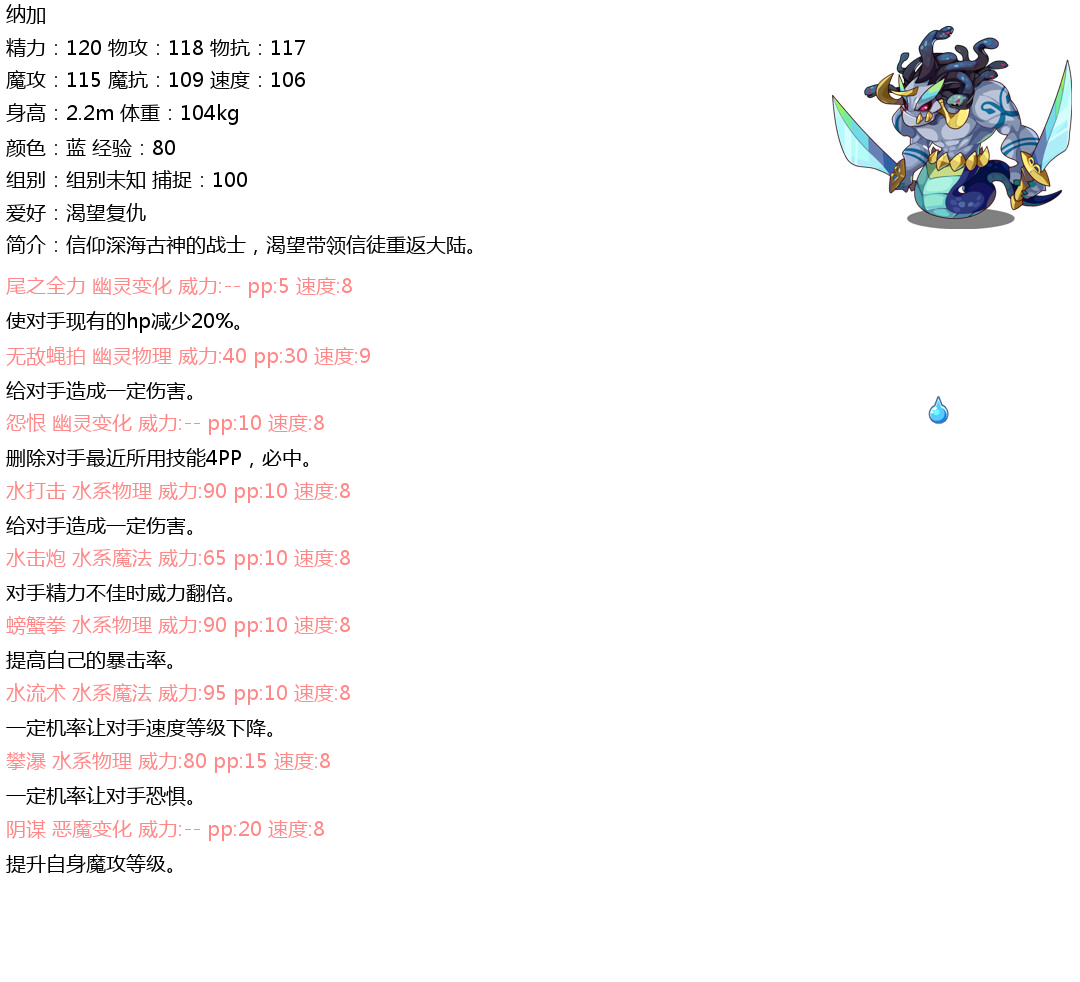 纳加
精力：120 物攻：118 物抗：117
魔攻：115 魔抗：109 速度：106
身高：2.2m 体重：104kg
颜色：蓝 经验：80
组别：组别未知 捕捉：100
爱好：渴望复仇
简介：信仰深海古神的战士，渴望带领信徒重返大陆。
尾之全力 幽灵变化 威力:-- pp:5 速度:8
使对手现有的hp减少20%。
无敌蝇拍 幽灵物理 威力:40 pp:30 速度:9
给对手造成一定伤害。
怨恨 幽灵变化 威力:-- pp:10 速度:8
删除对手最近所用技能4PP，必中。
水打击 水系物理 威力:90 pp:10 速度:8
给对手造成一定伤害。
水击炮 水系魔法 威力:65 pp:10 速度:8
对手精力不佳时威力翻倍。
螃蟹拳 水系物理 威力:90 pp:10 速度:8
提高自己的暴击率。
水流术 水系魔法 威力:95 pp:10 速度:8
一定机率让对手速度等级下降。
攀瀑 水系物理 威力:80 pp:15 速度:8
一定机率让对手恐惧。
阴谋 恶魔变化 威力:-- pp:20 速度:8
提升自身魔攻等级。